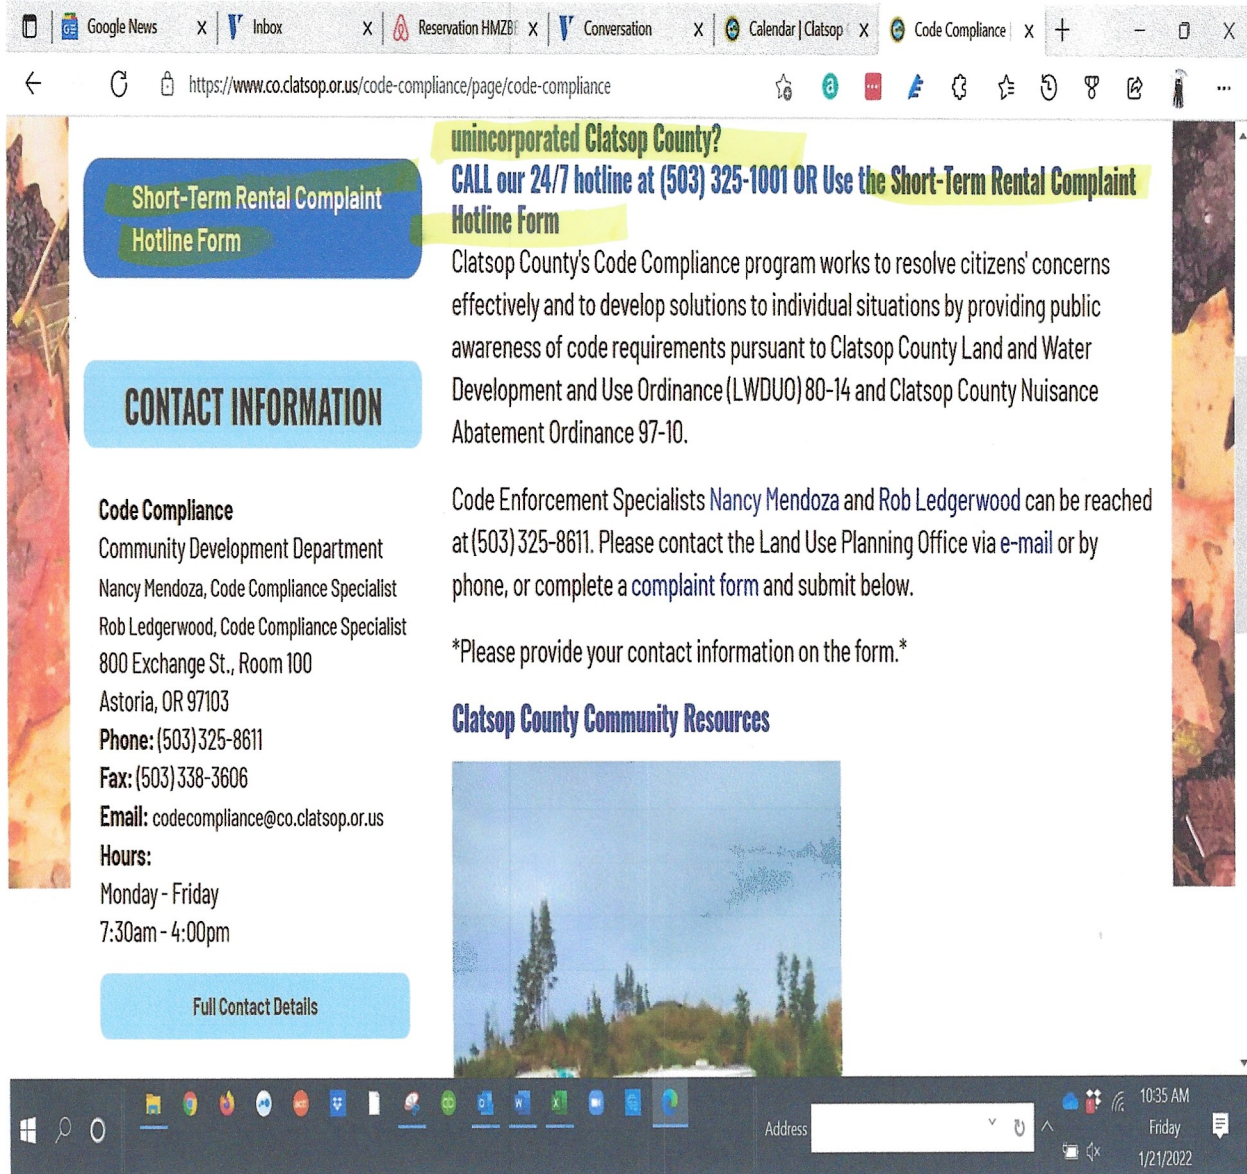 Google News
Inbox
Reservation HMZB
Conversation
Calendar | Clatsop
Code Compliance
https://www.co.clatsop.or.us/code-compliance/page/code-compliance
Short-Term Rental Complaint
Hotline Form
CONTACT INFORMATION
Code Compliance
Community Development Department
Nancy Mendoza, Code Compliance Specialist
Rob Ledgerwood, Code Compliance Specialist
800 Exchange St., Room 100
Astoria, OR 97103
Phone: (503) 325-8611
Fax: (503) 338-3606
Email: codecompliance@co.clatsop.or.us
Hours:
Monday - Friday
7:30am - 4:00pm
Full Contact Details
unincorporated Clatsop County?
CALL our 24/7 hotline at (503) 325-1001 OR Use the Short-Term Rental Complaint
Hotline Form
Clatsop County's Code Compliance program works to resolve citizens' concerns
effectively and to develop solutions to individual situations by providing public
awareness of code requirements pursuant to Clatsop County Land and Water
Development and Use Ordinance (LWDUO) 80-14 and Clatsop County Nuisance
Abatement Ordinance 97-10.
Code Enforcement Specialists Nancy Mendoza and Rob Ledgerwood can be reached
at (503) 325-8611. Please contact the Land Use Planning Office via e-mail or by
phone, or complete a complaint form and submit below.
*Please provide your contact information on the form.*
Clatsop County Community Resources
Address
10:35 AM
Friday
1/21/2022